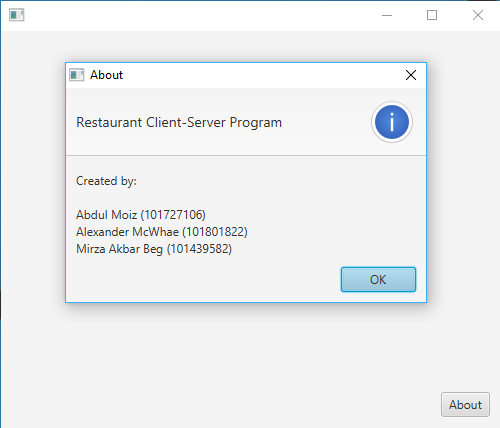 About
Restaurant Client-Server Program
Created by:
Abdul Moiz (101727106)
Alexander McWhae (101801822)
Mirza Akbar Beg (101439582)
OK
About